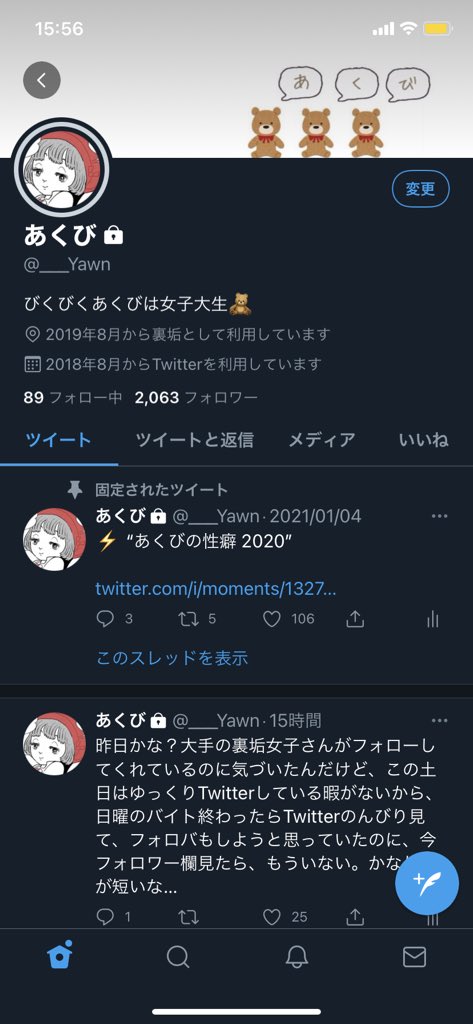 15:56
あ く び
変更
あくび
@___Yawn
びくびくあくびは女子大生🧸
2019年8月から裏垢として利用しています
2018年8月からTwitterを利用しています
89 フォロー中 2,063 フォロワー
ツイート ツイートと返信 メディア いいね
固定されたツイート
あくび @___Yawn · 2021/01/04
⚡ “あくびの性癖 2020”
twitter.com/i/moments/1327...
3 5 106
このスレッドを表示
あくび @___Yawn · 15時間
昨日かな？大手の裏垢女子さんがフォローし
てくれているのに気づいたんだけど、この土
日はゆっくりTwitterしている暇がないから、
日曜のバイト終わったらTwitterのんびり見
て、フォロバもしようと思っていたのに、今
フォロワー欄見たら、もういない。かな
が短いな...
1 25